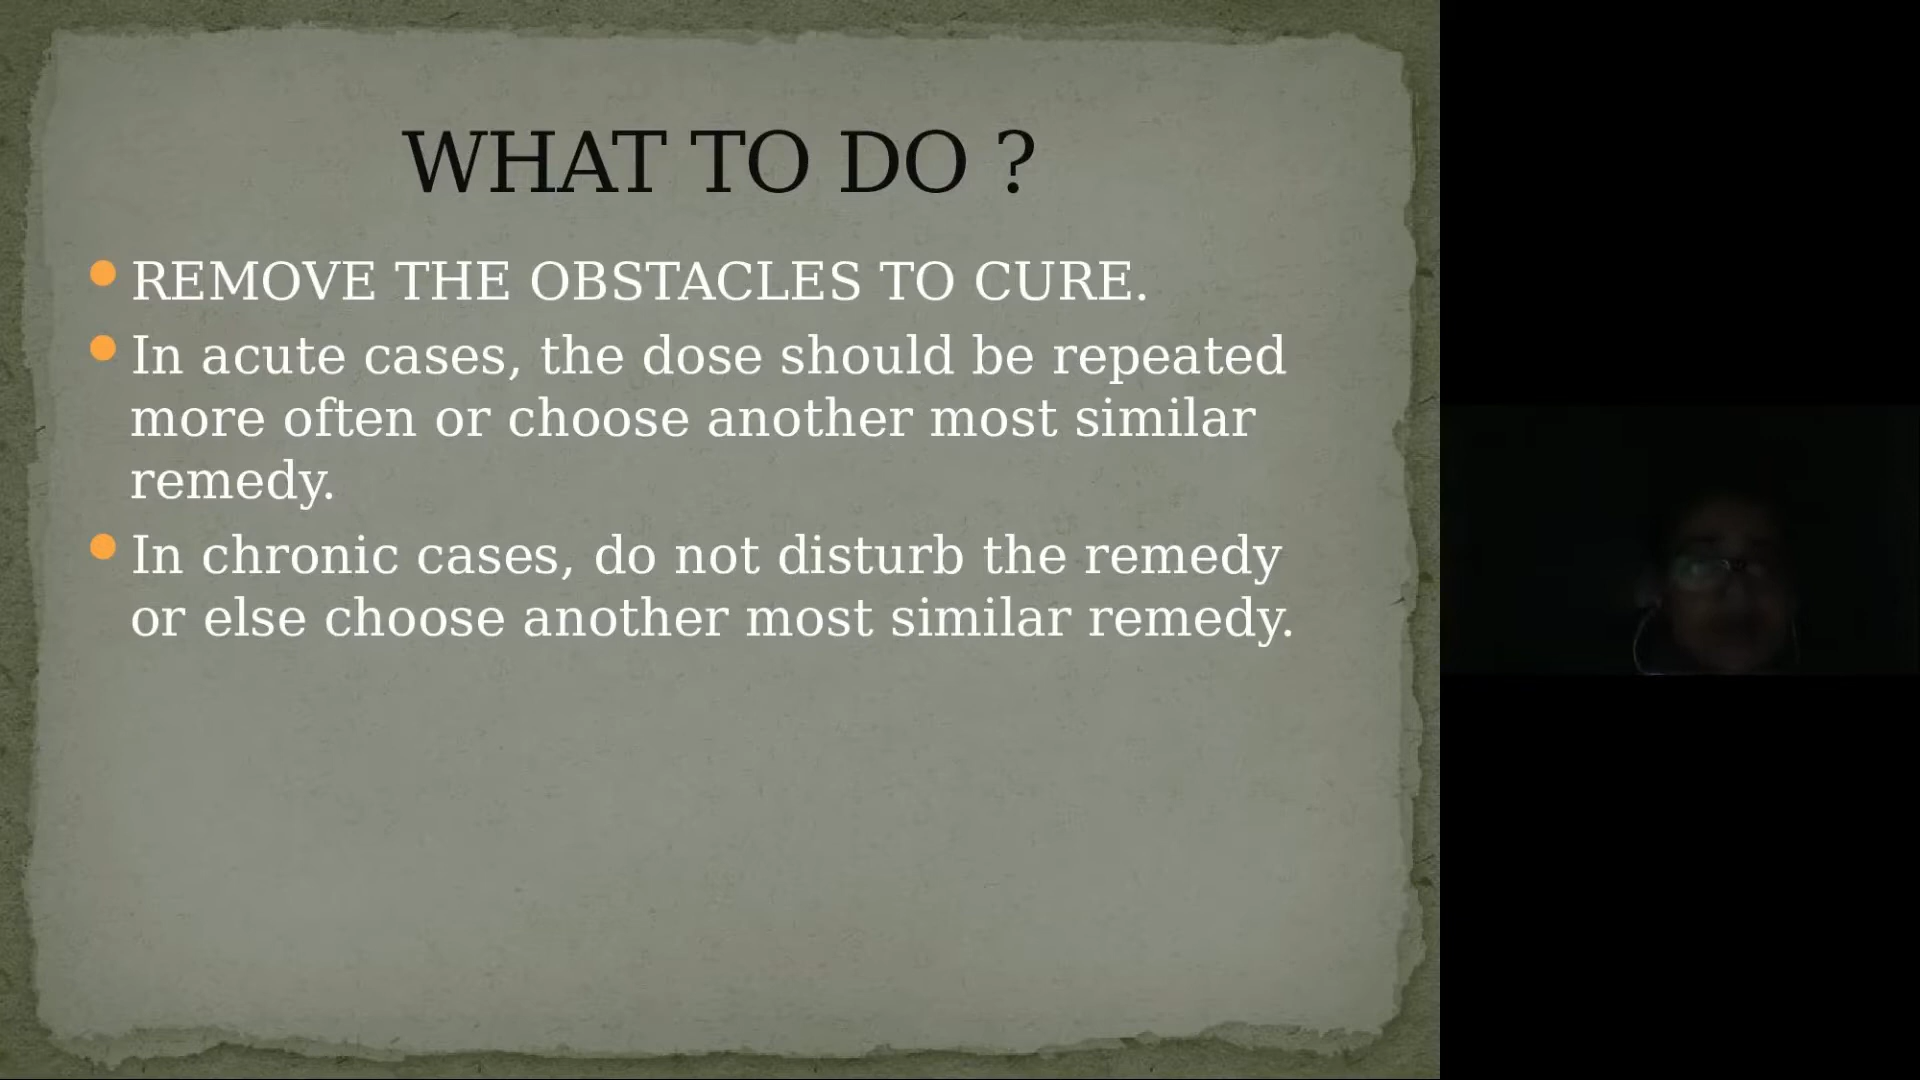 WHAT TO DO ?
REMOVE THE OBSTACLES TO CURE.
In acute cases, the dose should be repeated
more often or choose another most similar
remedy.
In chronic cases, do not disturb the remedy
or else choose another most similar remedy.